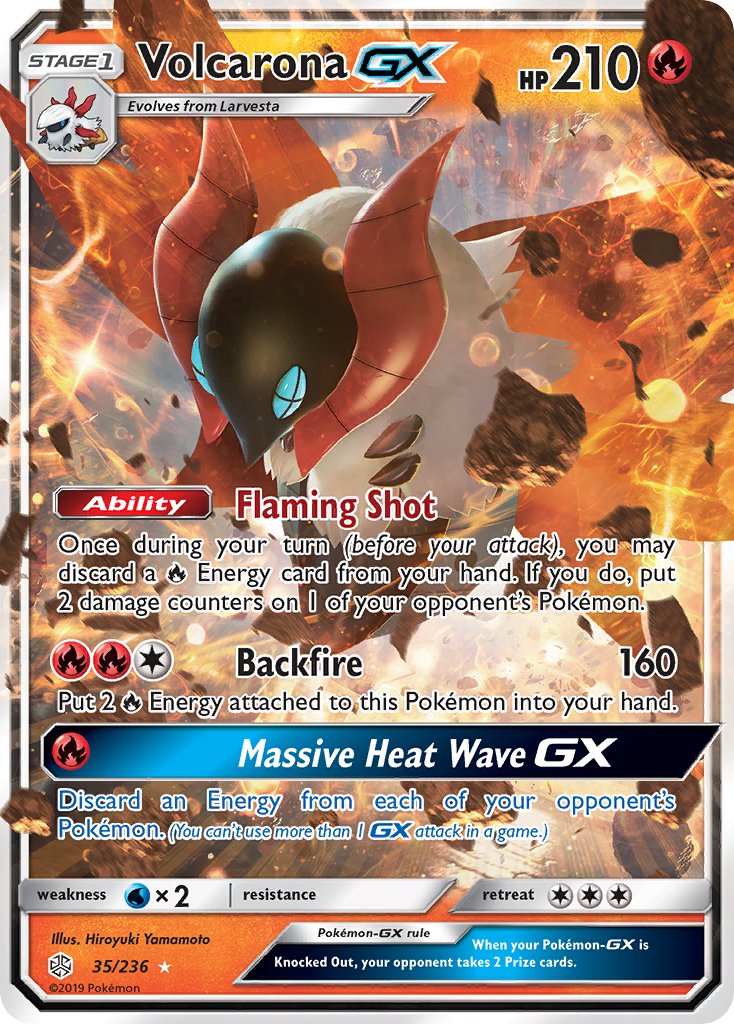 STAGE1
Volcarona GX
HP210
Evolves from Larvesta
Ability Flaming Shot
Once during your turn (before your attack), you may
discard a Energy card from your hand. If you do, put
2 damage counters on 1 of your opponent's Pokémon.
Backfire 160
Put 2 Energy attached to this Pokémon into your hand.
Massive Heat Wave GX
Discard an Energy from each of your opponent's
Pokémon. (You can't use more than 1 GX attack in a game.)
weakness ×2 resistance retreat
Illus. Hiroyuki Yamamoto
35/236
©2019 Pokémon
Pokémon-GX rule
When your Pokémon-GX is
Knocked Out, your opponent takes 2 Prize cards.